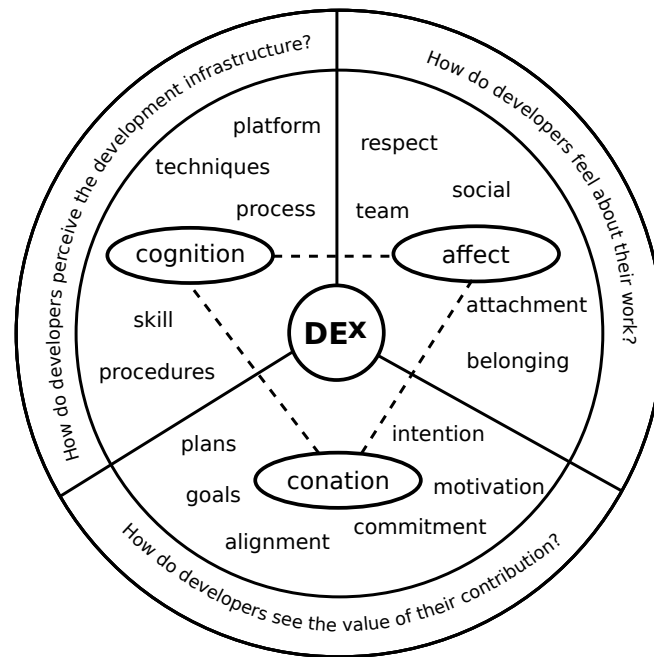 How do developers perceive the development infrastructure?
How do developers feel about their work?
platform
techniques
process
cognition
skill
procedures
respect
social
team
affect
attachment
belonging
DEx
plans
goals
alignment
conation
intention
motivation
commitment
How do developers see the value of their contribution?